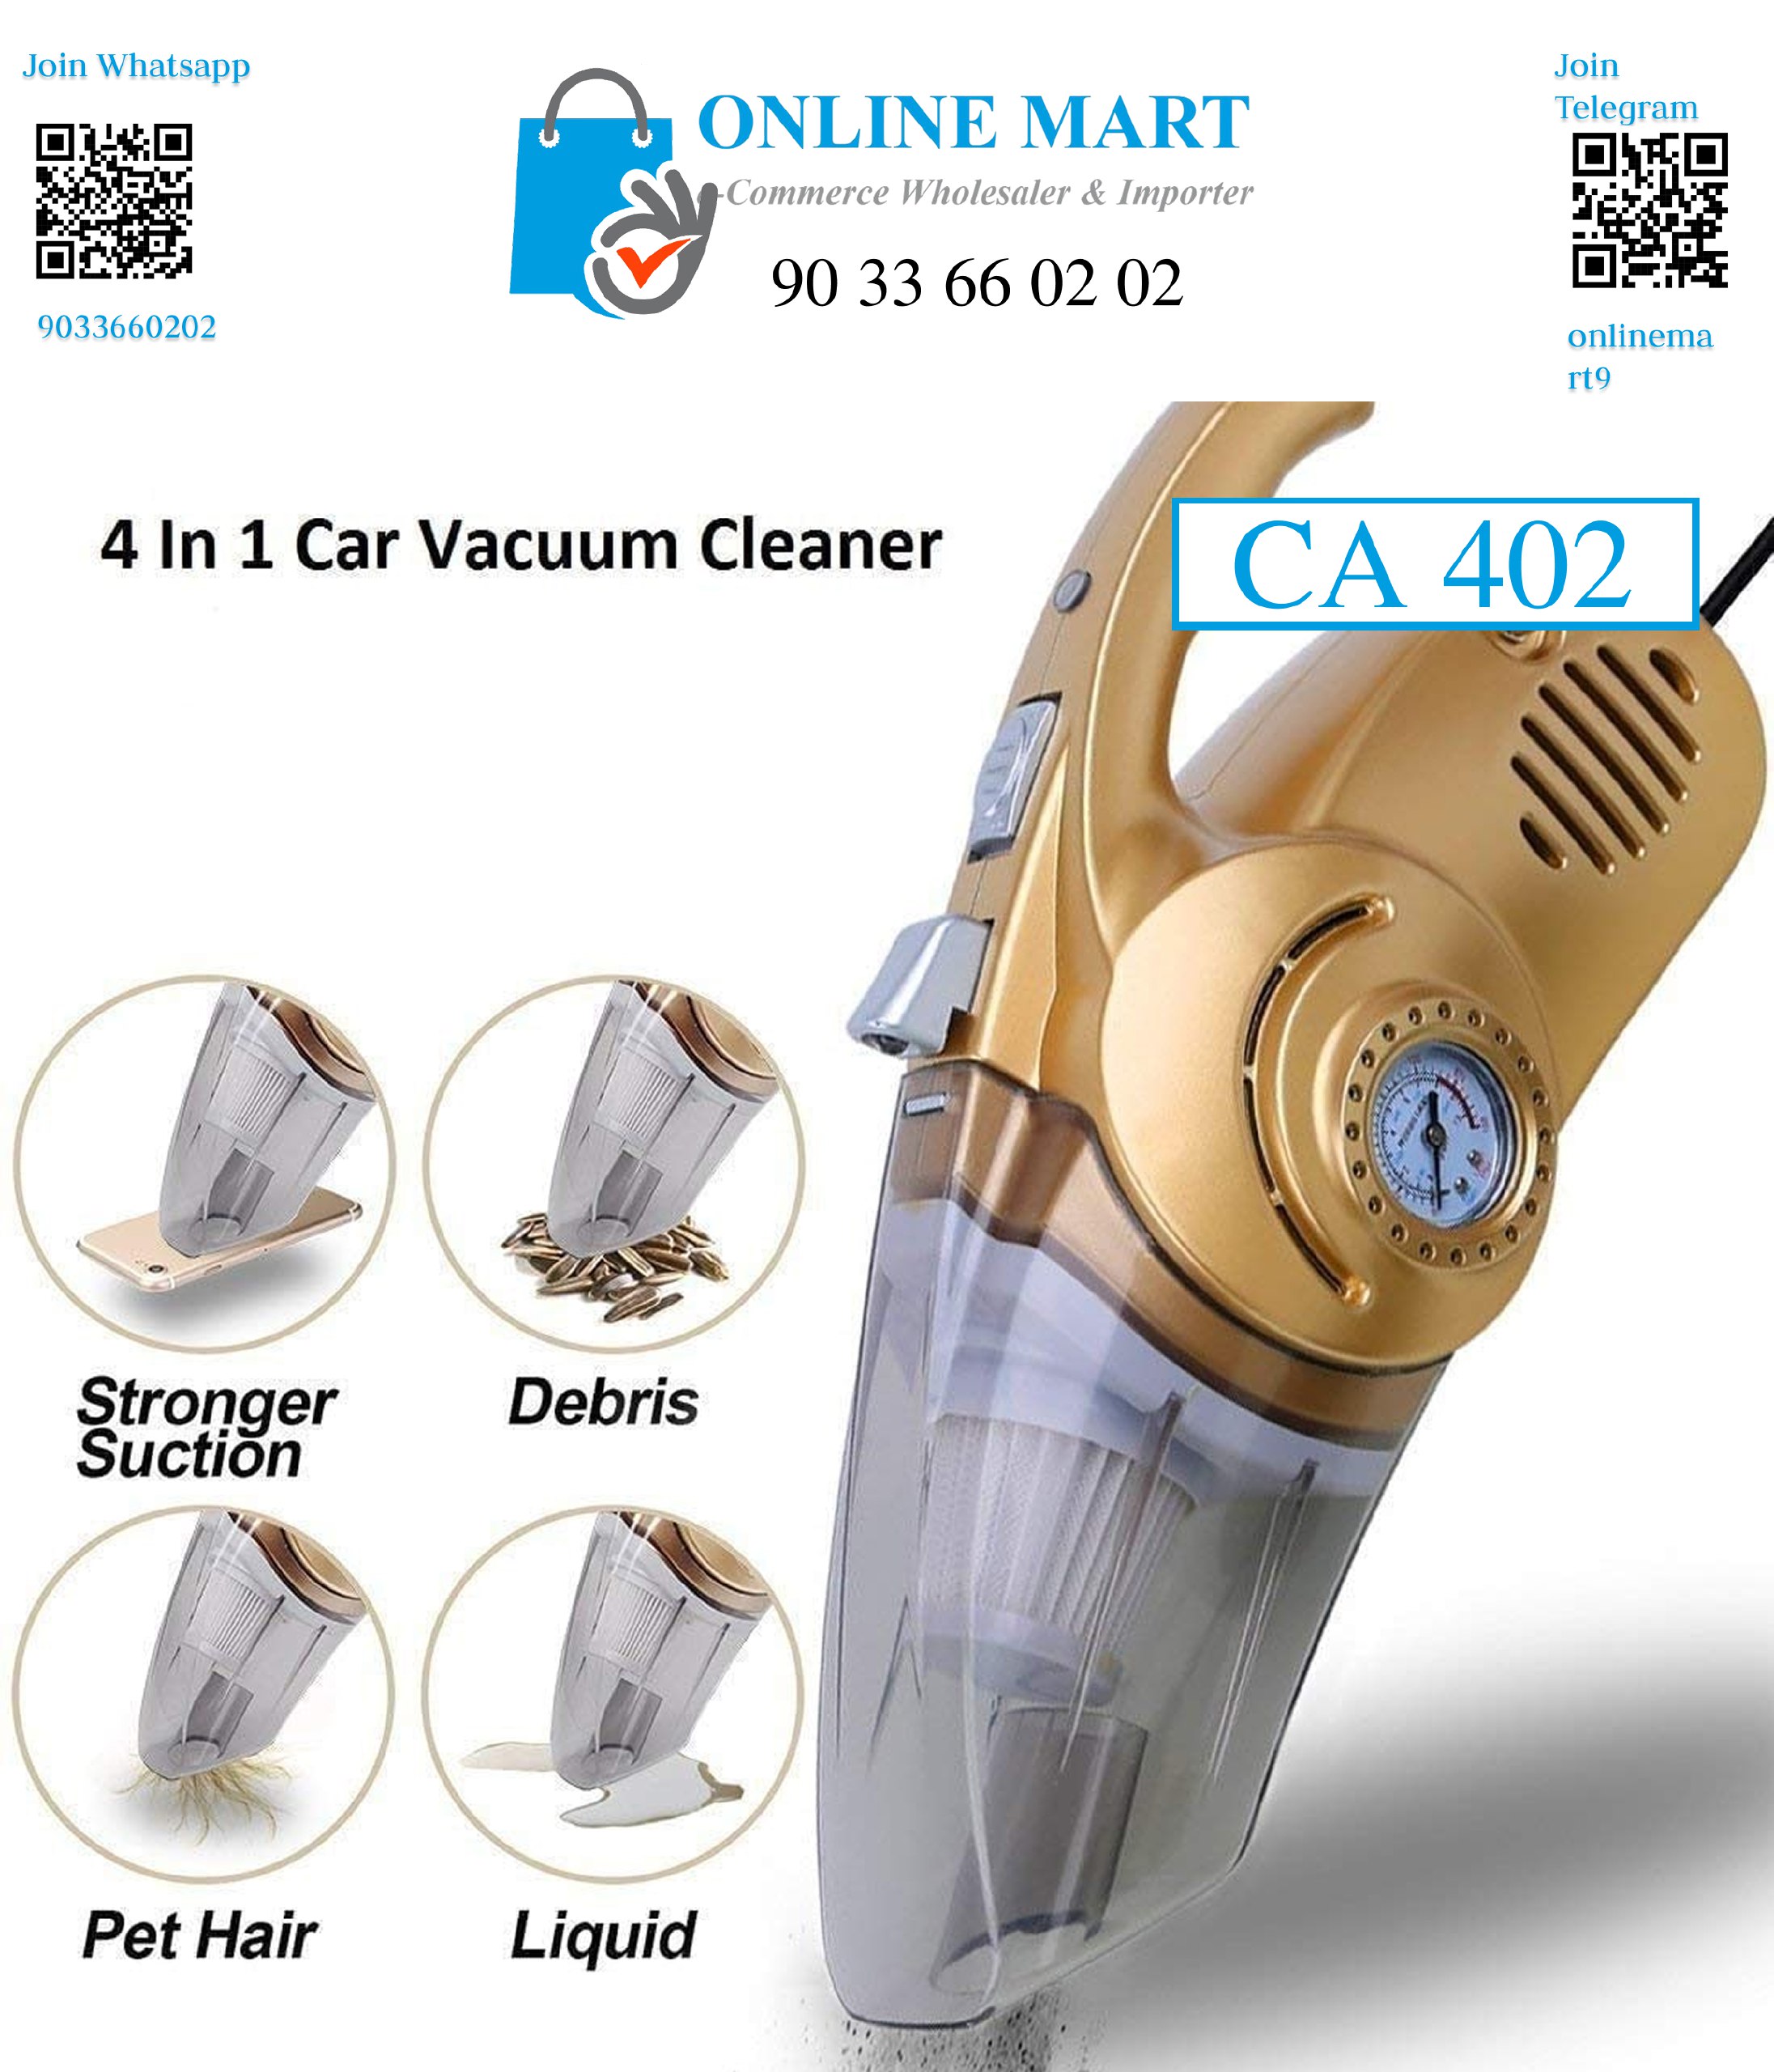 Join Whatsapp
9033660202
ONLINE MART
-Commerce Wholesaler & Importer
90 33 66 02 02
Join
Telegram
onlinema
rt9
4 In 1 Car Vacuum Cleaner
CA 402
Stronger
Suction
Debris
Pet Hair
Liquid